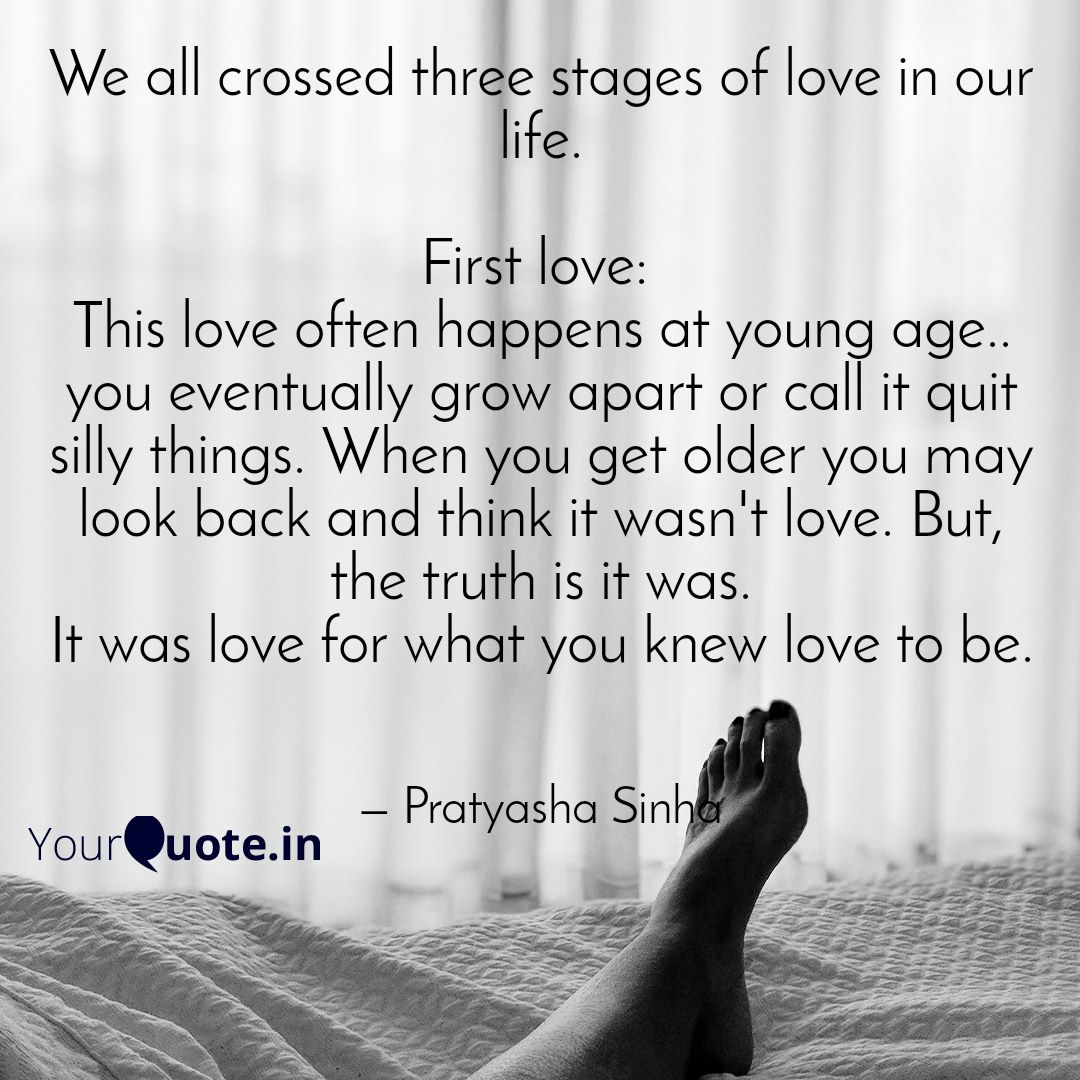 We all crossed three stages of love in our
life.
First love:
This love often happens at young age..
you eventually grow apart or call it quit
silly things. When you get older you may
look back and think it wasn't love. But,
the truth is it was.
It was love for what you knew love to be.
– Pratyasha Sinha
YourQuote.in